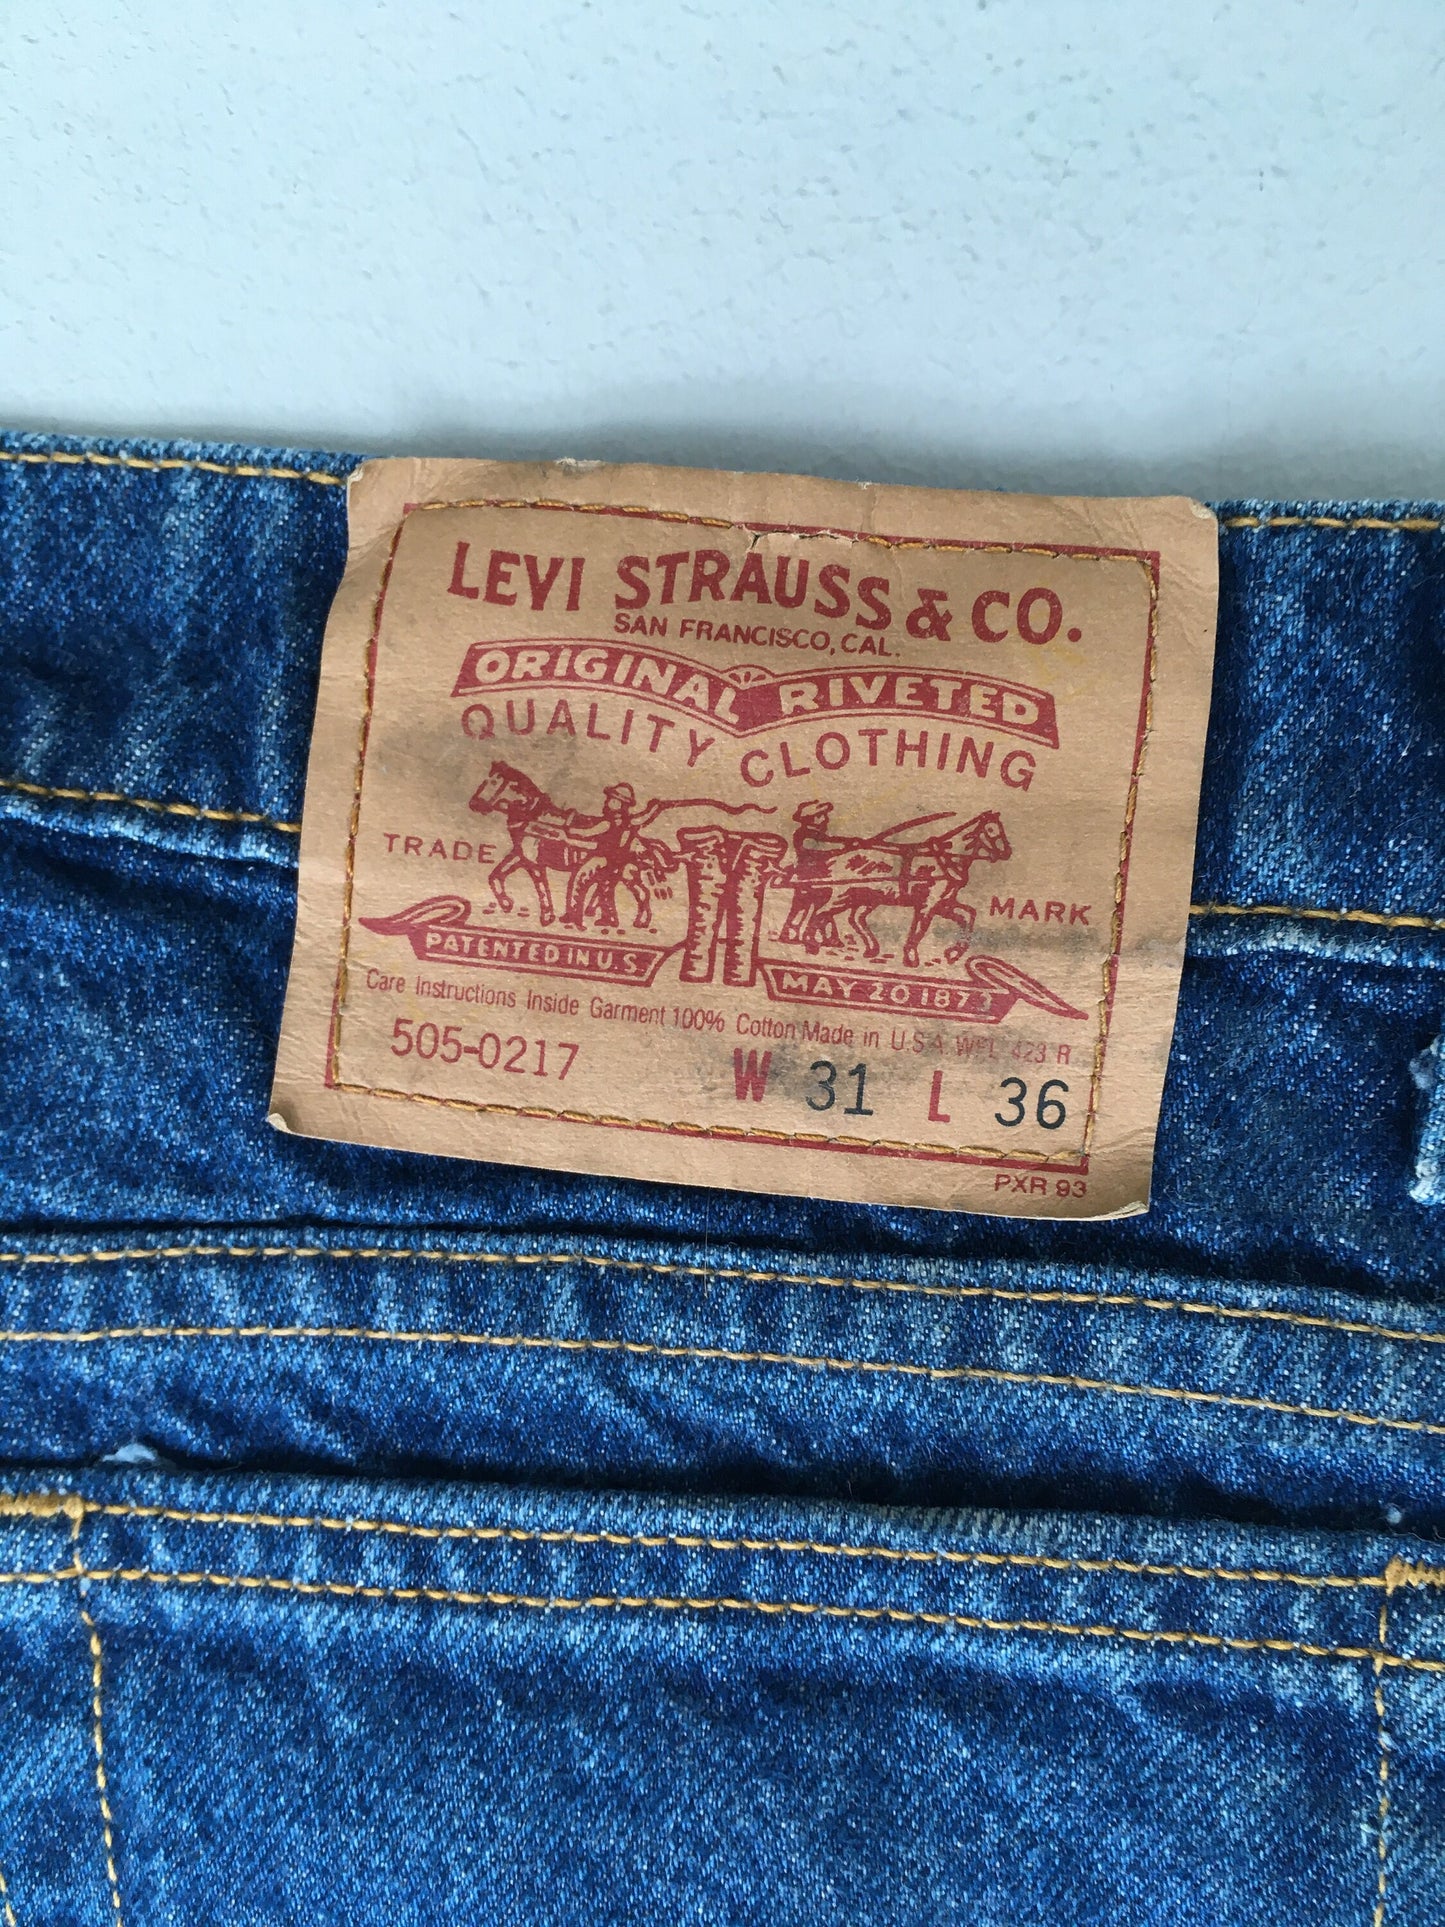 LEVI STRAUSS & CO.
SAN FRANCISCO, CAL.
ORIGINAL RIVETED
QUALITY CLOTHING
TRADE MARK
PATENTED IN U.S. MAY 20 1873
Care Instructions Inside Garment 100% Cotton Made in U.S.A. WPL 423 R
505-0217 W 31 L 36
PXR 93